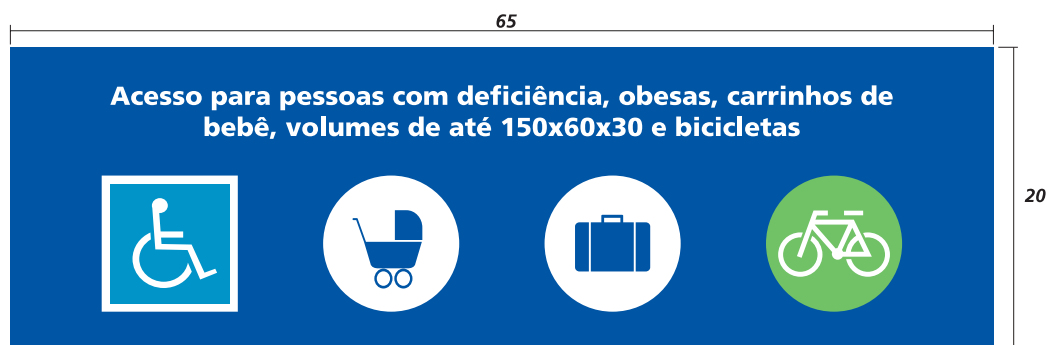 65
Acesso para pessoas com deficiência, obesas, carrinhos de
bebê, volumes de até 150x60x30 e bicicletas
20